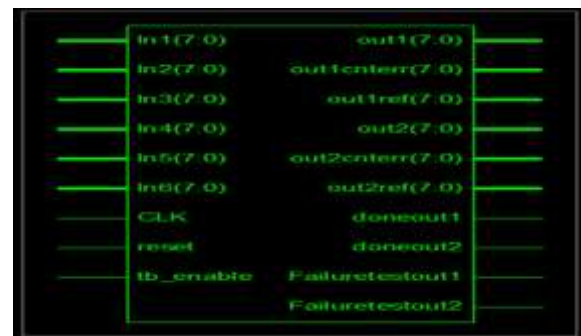 In1(7:0) out1(7:0)
In2(7:0) out1cnterr(7:0)
In3(7:0) out1ref(7:0)
In4(7:0) out2(7:0)
In5(7:0) out2cnterr(7:0)
In6(7:0) out2ref(7:0)
CLK doneout1
reset doneout2
tb_enable Failuretestout1
Failuretestout2